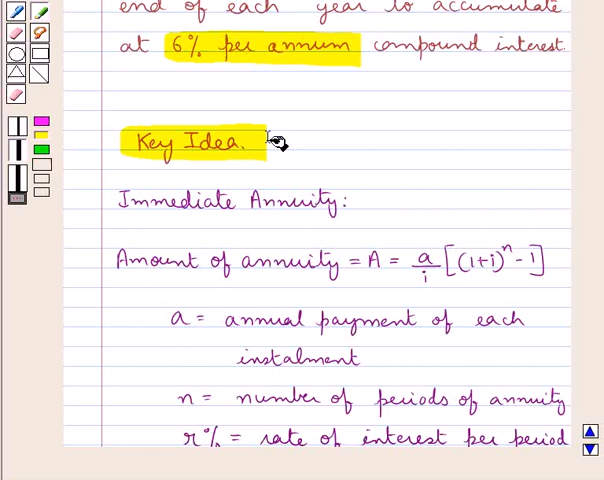 end of each year to accumulate
at 6% per annum compound interest.
Key Idea.
Immediate Annuity:
Amount of annuity = A = a/i [(1+i)^n - 1]
a = annual payment of each
instalment
n = number of periods of annuity
r% = rate of interest per period